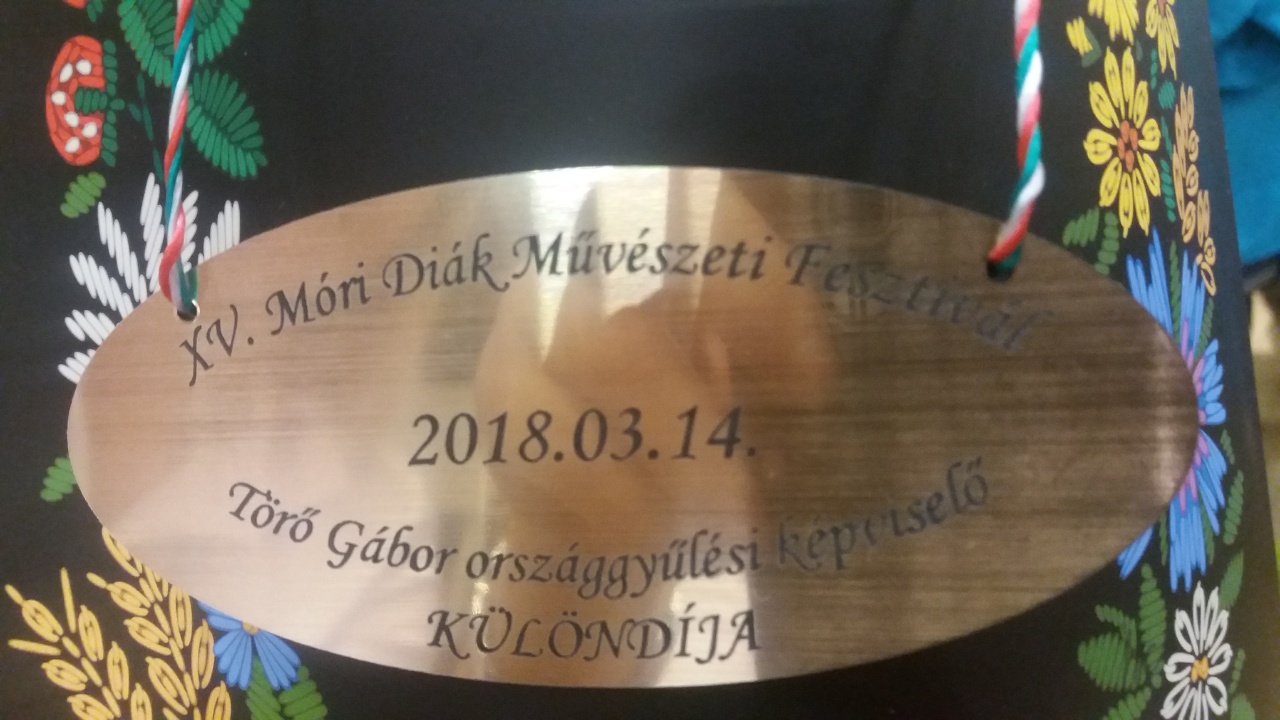 XV. Móri Diák Művészeti Fesztivál
2018.03.14.
Törő Gábor országgyűlési képviselő
KÜLÖNDÍJA